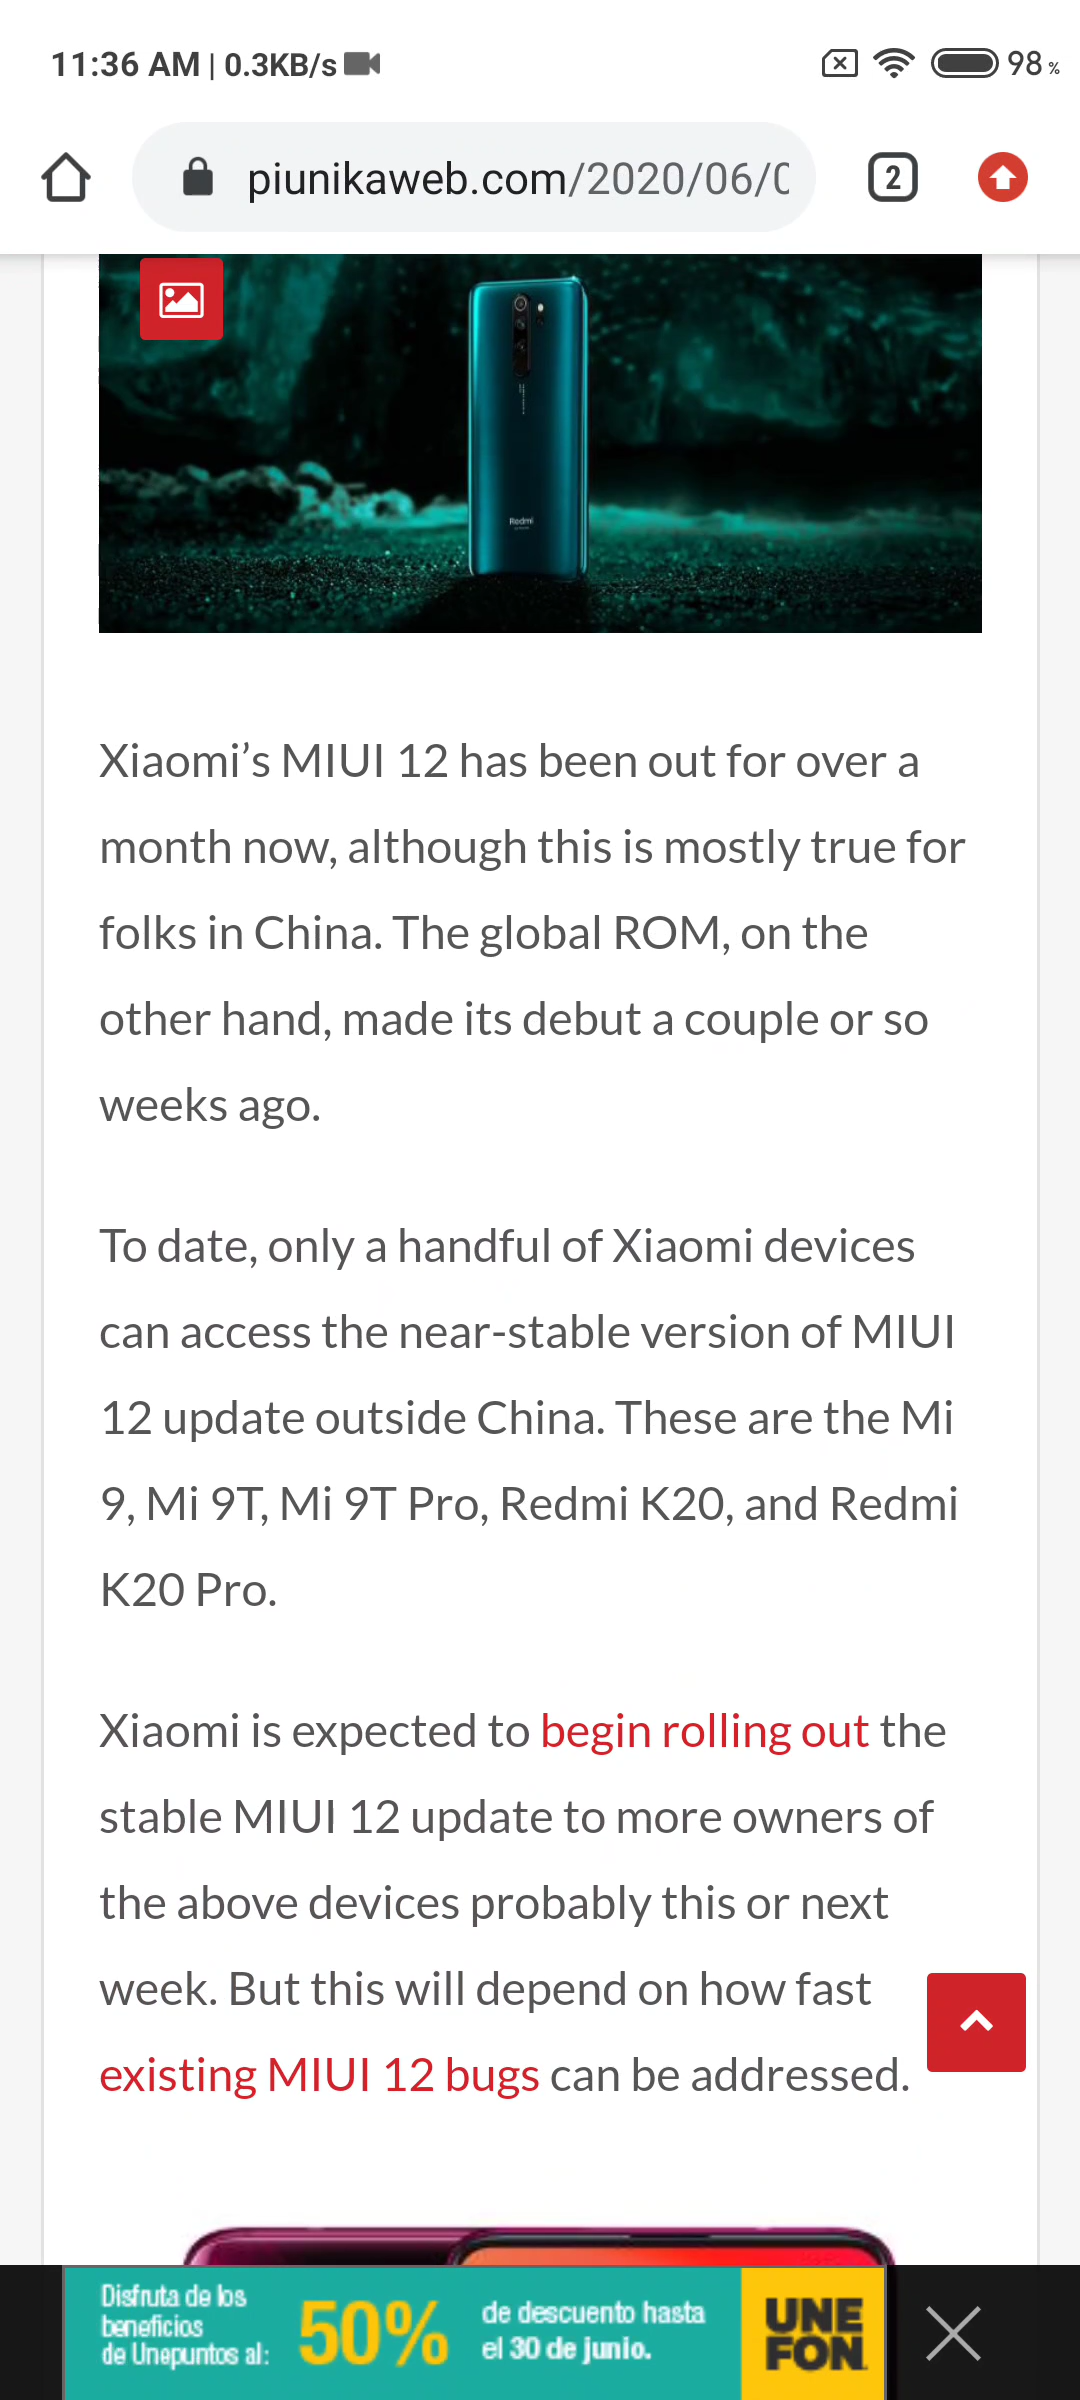 11:36 AM | 0.3KB/s
98 %
piunikaweb.com/2020/06/0
2
Redmi
Xiaomi’s MIUI 12 has been out for over a
month now, although this is mostly true for
folks in China. The global ROM, on the
other hand, made its debut a couple or so
weeks ago.
To date, only a handful of Xiaomi devices
can access the near-stable version of MIUI
12 update outside China. These are the Mi
9, Mi 9T, Mi 9T Pro, Redmi K20, and Redmi
K20 Pro.
Xiaomi is expected to begin rolling out the
stable MIUI 12 update to more owners of
the above devices probably this or next
week. But this will depend on how fast
existing MIUI 12 bugs can be addressed.
Disfruta de los
beneficios
de Unepuntos al:
50%
de descuento hasta
el 30 de junio.
UNE
FON